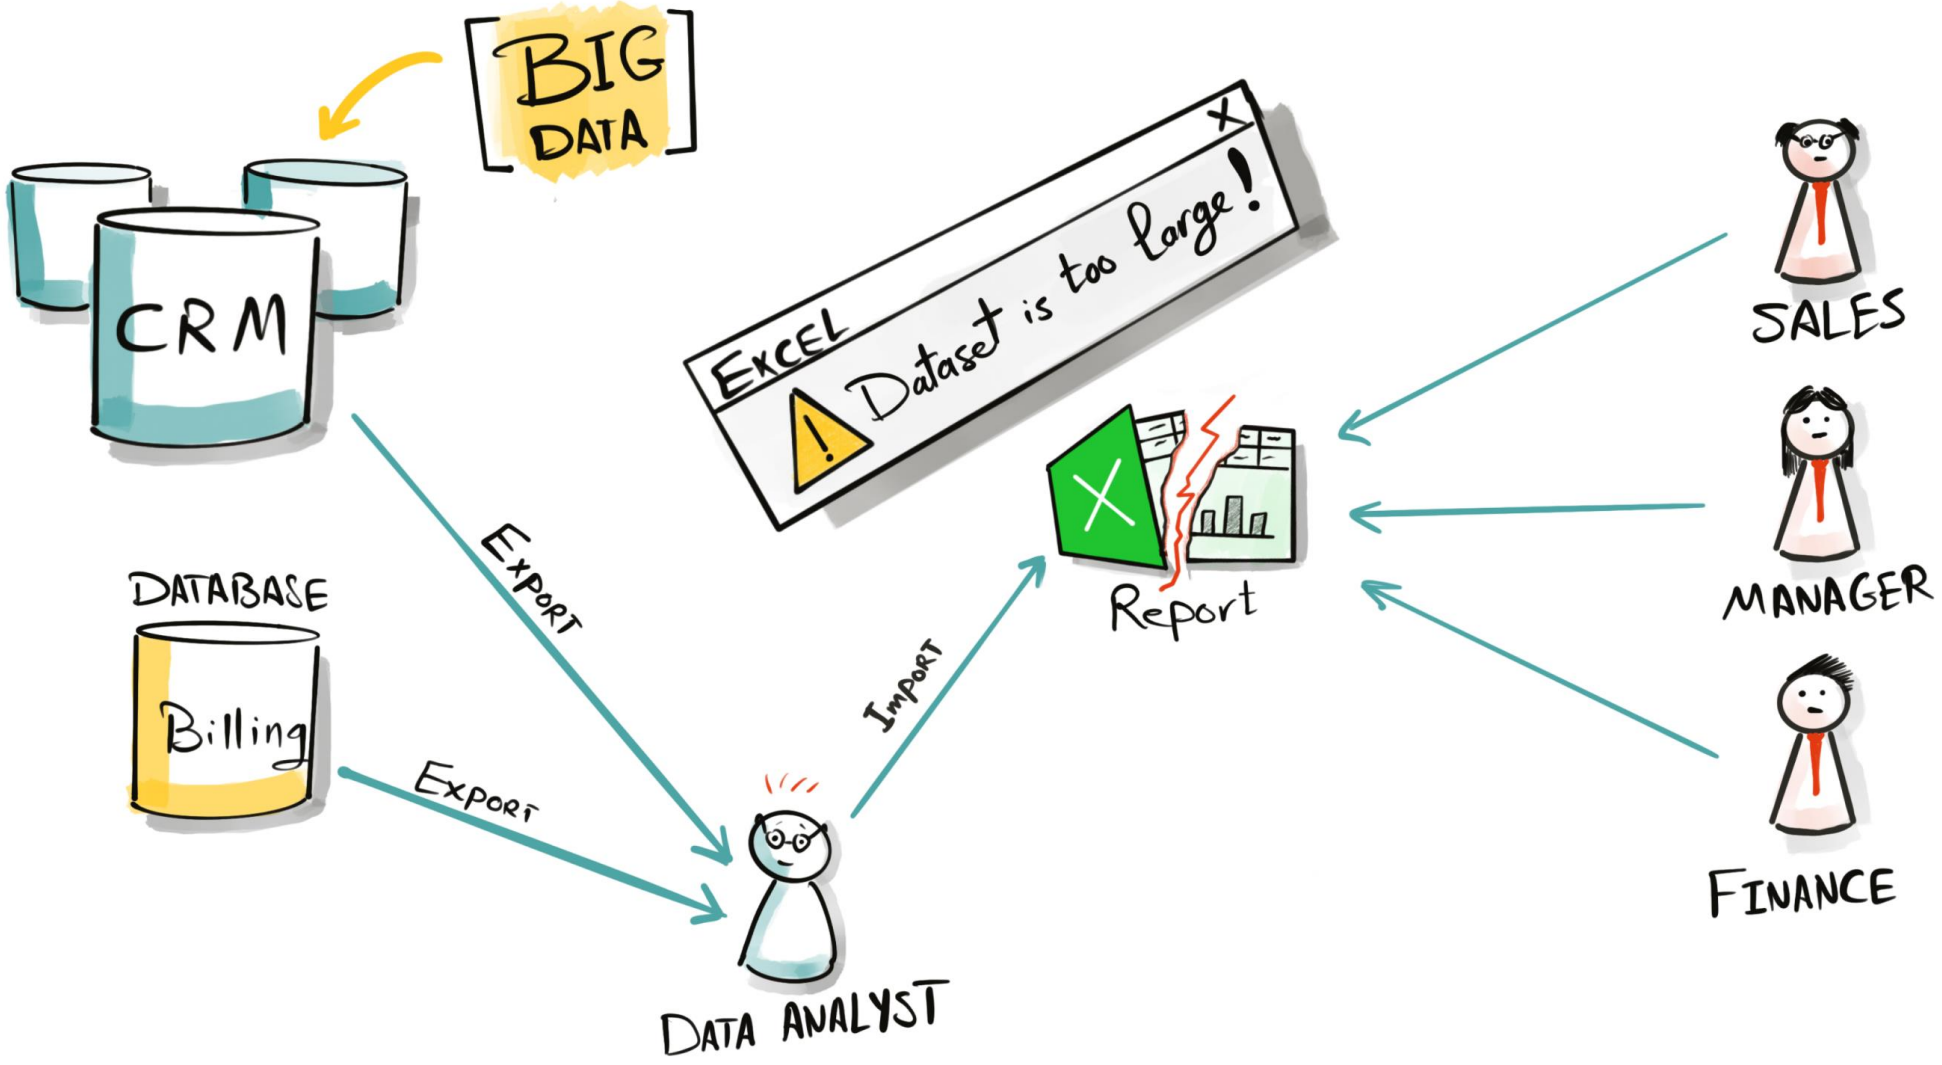 BIG
DATA
CRM
EXCEL
X
! Dataset is too large!
X
Report
SALES
MANAGER
FINANCE
EXPORT
DATABASE
Billing
EXPORT
IMPORT
DATA ANALYST